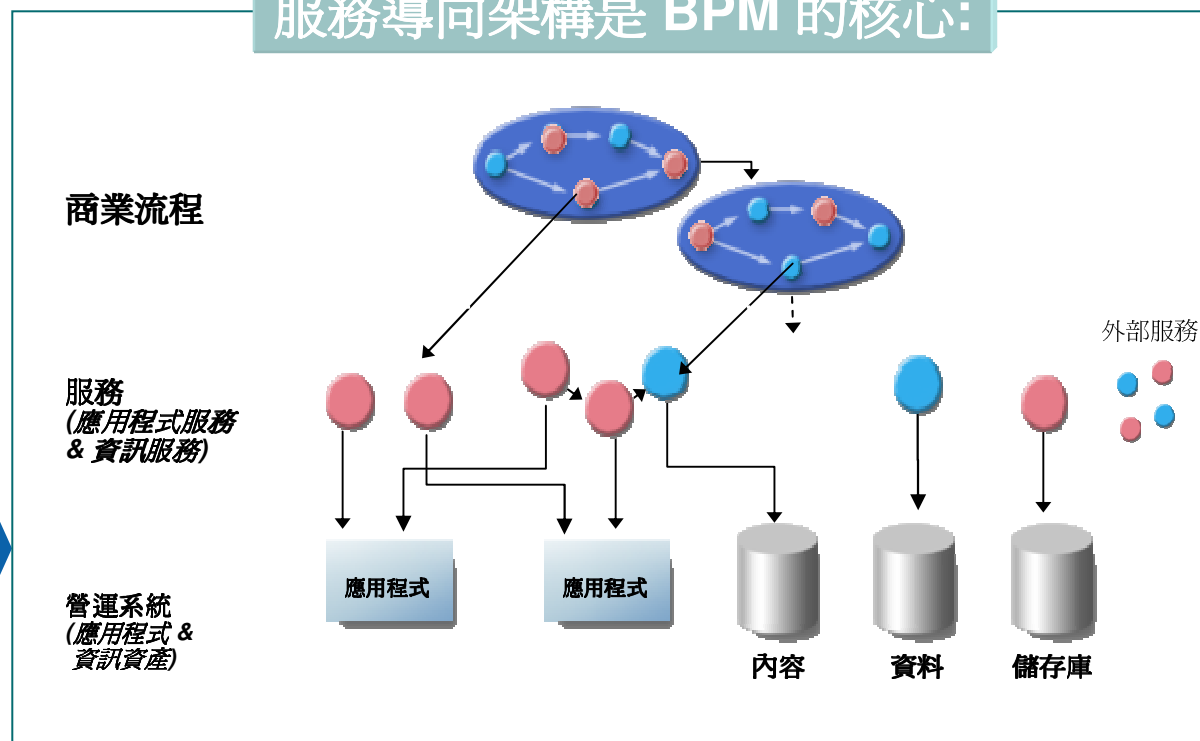 服務導向架構是 BPM 的核心:
商業流程
外部服務
服務
(應用程式服務
& 資訊服務)
應用程式
應用程式
營運系統
(應用程式 &
資訊資產)
內容
資料
儲存庫